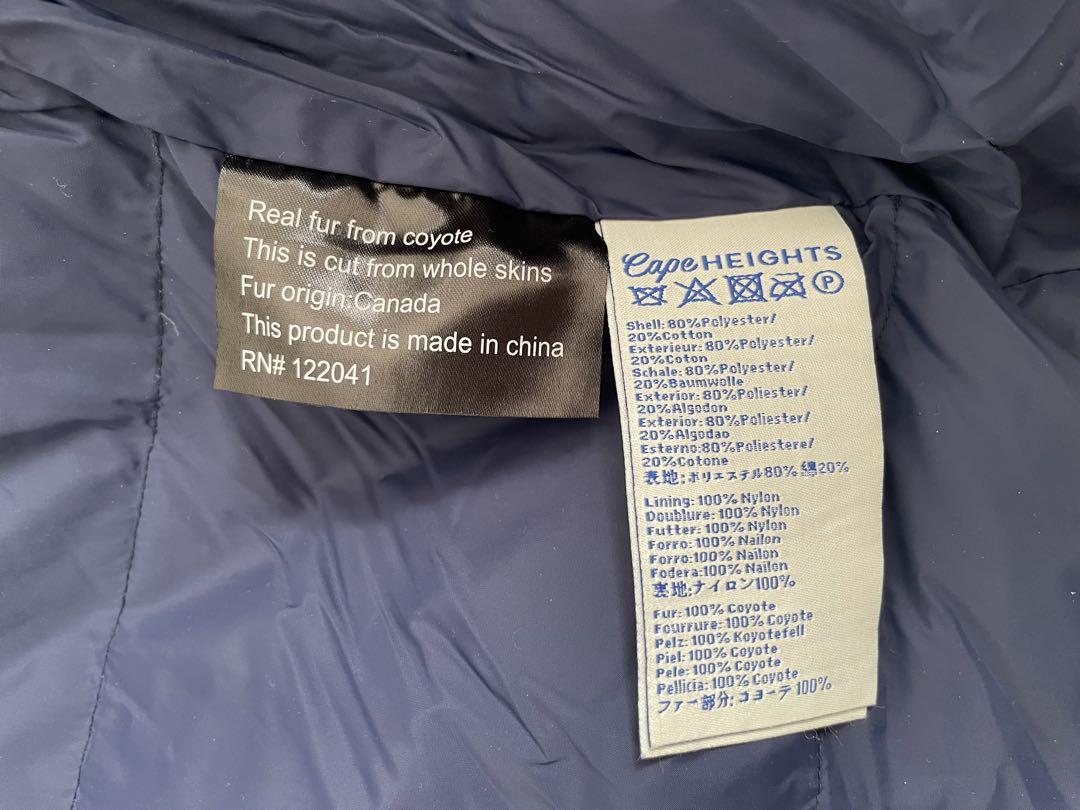 Real fur from coyote
This is cut from whole skins
Fur origin:Canada
This product is made in china
RN# 122041
Cape HEIGHTS
P
Shell: 80%Polyester/
20%Cotton
Exterieur: 80%Polyester/
20%Coton
Schale: 80%Polyester/
20%Baumwolle
Exterior: 80%Poliester/
20%Algodon
Exterior: 80%Poliester/
20%Algodao
Esterno: 80%Poliestere/
20%Cotone
表地:ポリエステル80% 綿20%
Lining: 100% Nylon
Doublure: 100% Nylon
Futter: 100% Nylon
Forro: 100% Nailon
Forro: 100% Nailon
Fodera: 100% Nailon
裏地:ナイロン100%
Fur: 100% Coyote
Fourrure: 100% Coyote
Pelz: 100% Koyotefell
Piel: 100% Coyote
Pele: 100% Coyote
Pellicia: 100% Coyote
ファー部分: コヨーテ 100%